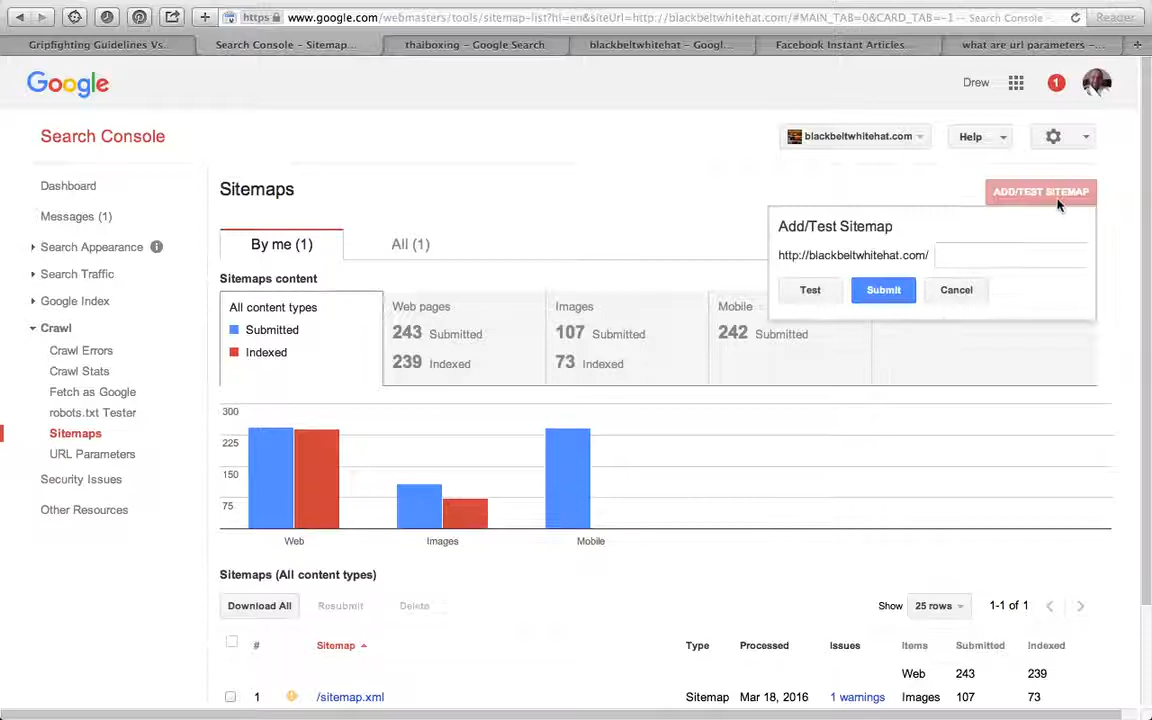 https www.google.com/webmasters/tools/sitemap-list?hl=en&siteUrl=http://blackbeltwhitehat.com/#MAIN_TAB=0&CARD_TAB=-1 — Search Console – Sitemap... Reader
Gripfighting Guidelines Vs. Search Console – Sitemap... thaiboxing – Google Search blackbeltwhitehat – Googl... Facebook Instant Articles what are url parameters –...
Google
Drew
1
Search Console
blackbeltwhitehat.com
Help
Dashboard
Messages (1)
Search Appearance
Search Traffic
Google Index
Crawl
Crawl Errors
Crawl Stats
Fetch as Google
robots.txt Tester
Sitemaps
URL Parameters
Security Issues
Other Resources
Sitemaps
ADD/TEST SITEMAP
Add/Test Sitemap
http://blackbeltwhitehat.com/
Test Submit Cancel
By me (1) All (1)
Sitemaps content
All content types
Submitted
Indexed
Web pages
243 Submitted
239 Indexed
Images
107 Submitted
73 Indexed
Mobile
242 Submitted
300
225
150
75
Web Images Mobile
Sitemaps (All content types)
Download All Resubmit Delete
Show 25 rows 1-1 of 1
# Sitemap Type Processed Issues Items Submitted Indexed
Web 243 239
1 /sitemap.xml Sitemap Mar 18, 2016 1 warnings Images 107 73